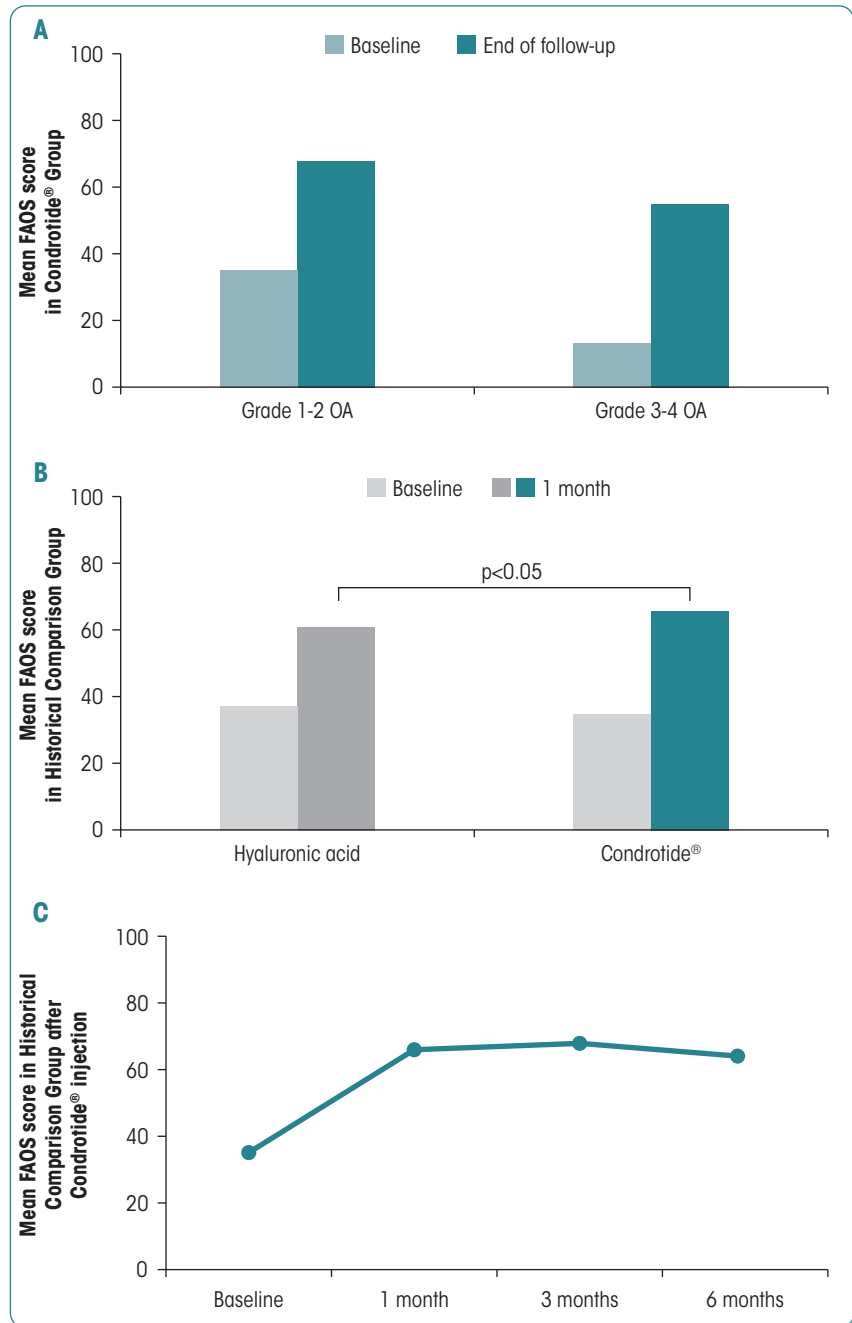 A
Baseline End of follow-up
Mean FAOS score
in Condrotide® Group
100
80
60
40
20
0
Grade 1-2 OA Grade 3-4 OA
B
Baseline 1 month
Mean FAOS score
in Historical Comparison Group
100
80
60
40
20
0
p<0.05
Hyaluronic acid Condrotide®
C
Mean FAOS score in Historical
Comparison Group after
Condrotide® injection
100
80
60
40
20
0
Baseline 1 month 3 months 6 months